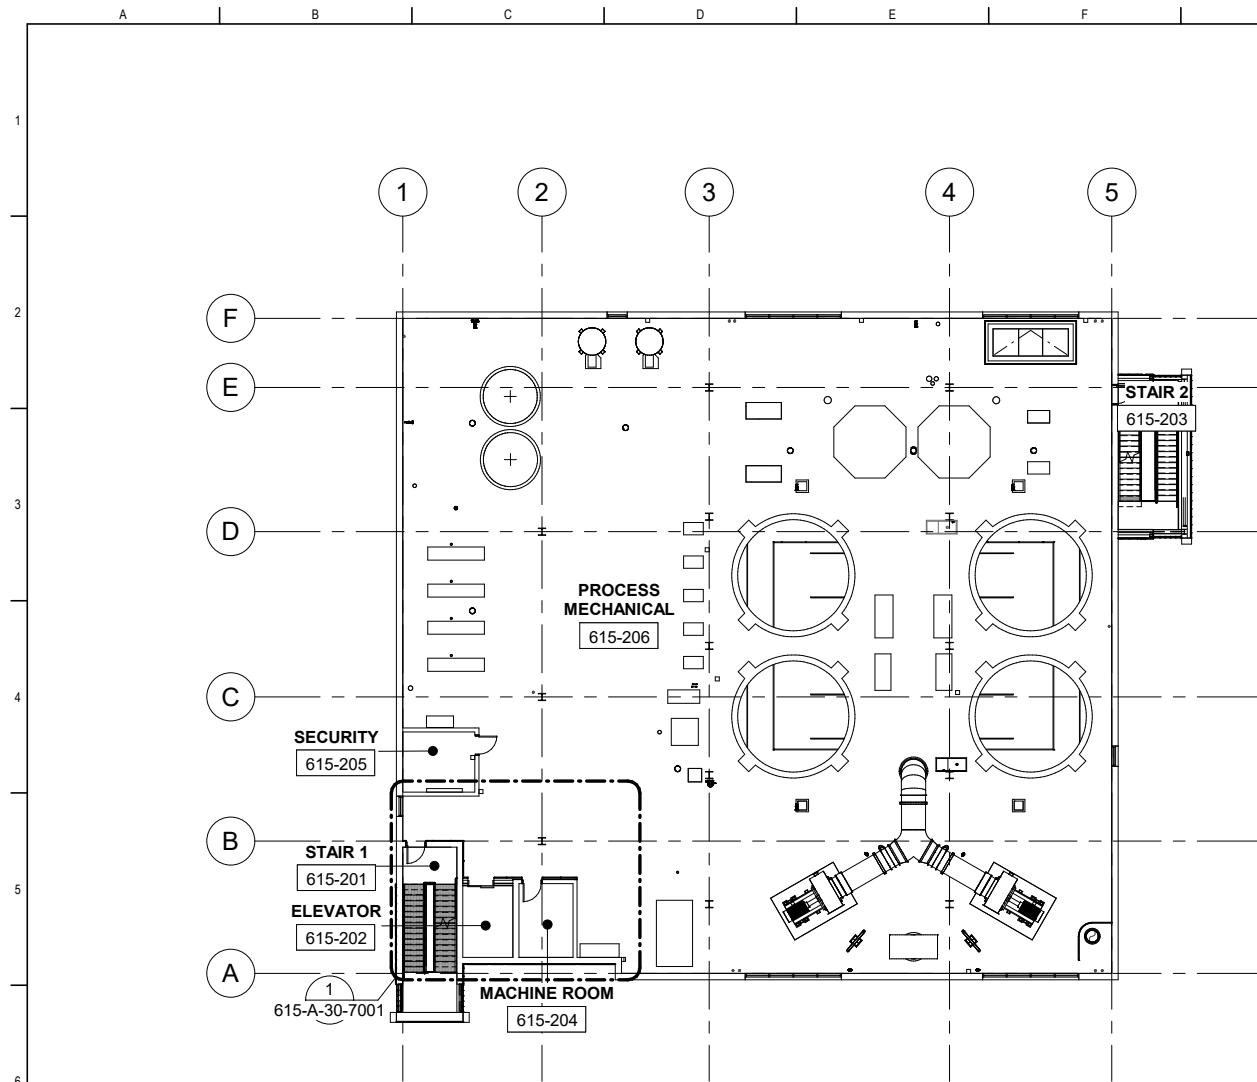 A B C D E F
1
1 2 3 4 5
2
F
E
STAIR 2
615-203
3
D
PROCESS
MECHANICAL
615-206
C
4
SECURITY
615-205
B
STAIR 1
615-201
5
ELEVATOR
615-202
A
1
615-A-30-7001
MACHINE ROOM
615-204
6